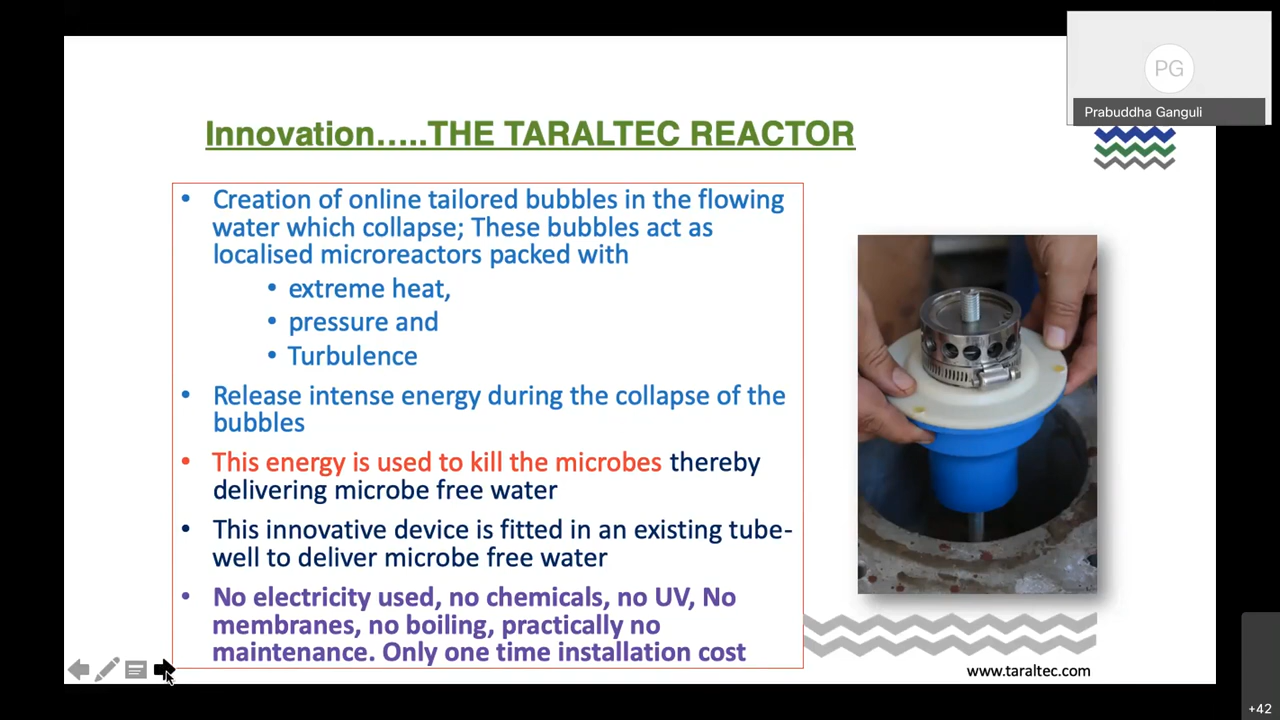 PG
Prabuddha Ganguli
Innovation…..THE TARALTEC REACTOR
• Creation of online tailored bubbles in the flowing
water which collapse; These bubbles act as
localised microreactors packed with
• extreme heat,
• pressure and
• Turbulence
• Release intense energy during the collapse of the
bubbles
• This energy is used to kill the microbes thereby
delivering microbe free water
• This innovative device is fitted in an existing tube-
well to deliver microbe free water
• No electricity used, no chemicals, no UV, No
membranes, no boiling, practically no
maintenance. Only one time installation cost
www.taraltec.com
+42